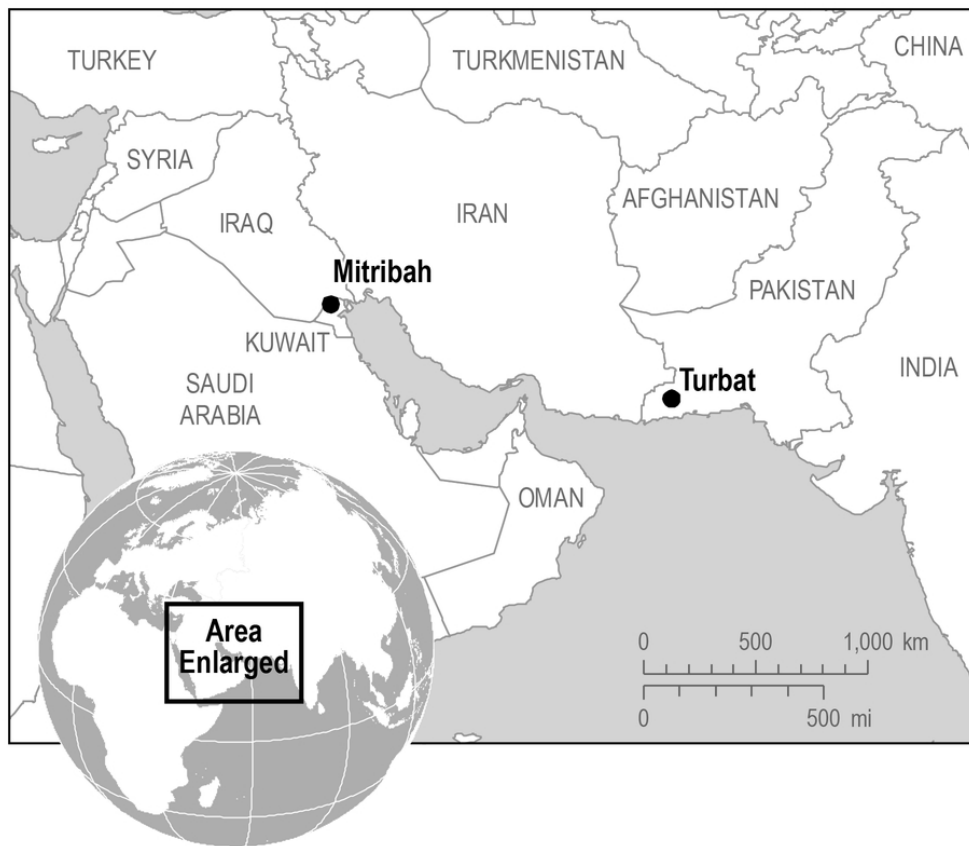 TURKEY
TURKMENISTAN
CHINA
SYRIA
IRAQ
IRAN
AFGHANISTAN
Mitribah
PAKISTAN
KUWAIT
INDIA
Turbat
SAUDI
ARABIA
OMAN
Area
Enlarged
0 500 1,000 km
0 500 mi